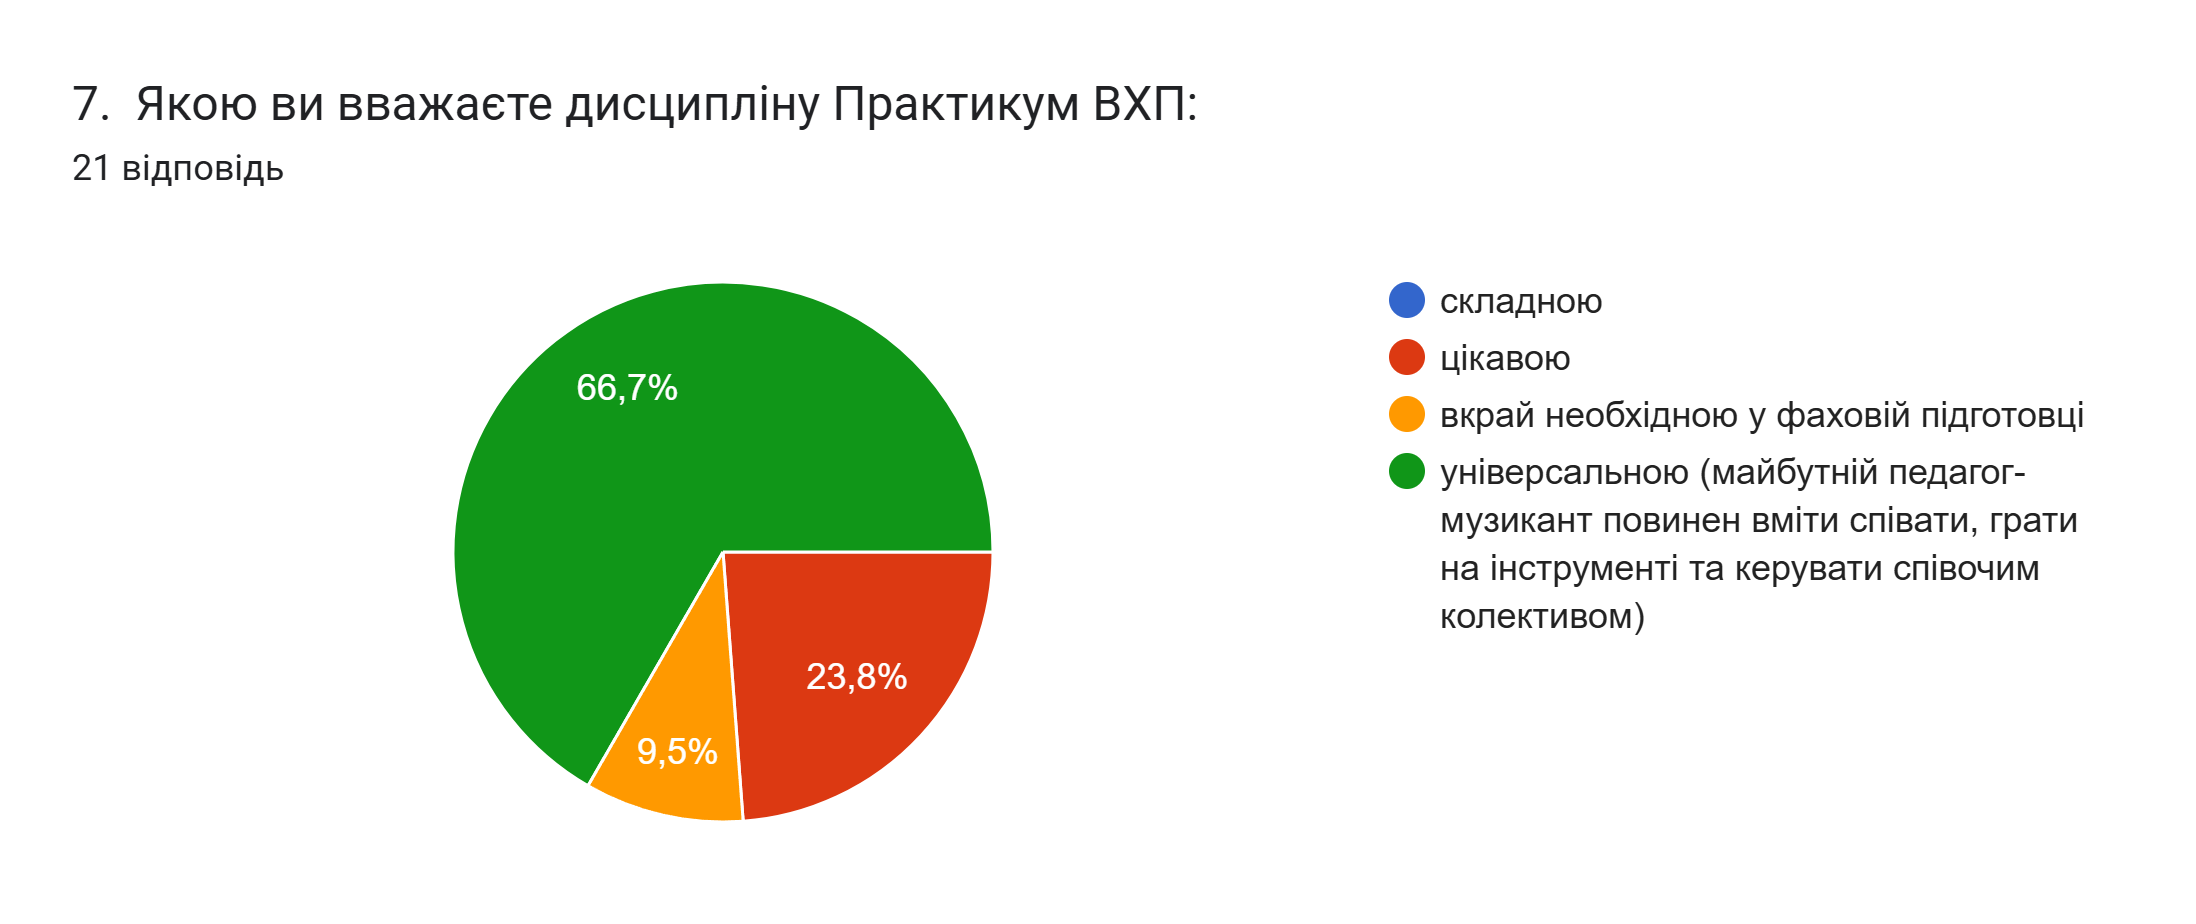 7.  Якою ви вважаєте дисципліну Практикум ВХП:
21 відповідь
66,7%
23,8%
9,5%
складною
цікавою
вкрай необхідною у фаховій підготовці
універсальною (майбутній педагог-
музикант повинен вміти співати, грати
на інструменті та керувати співочим
колективом)